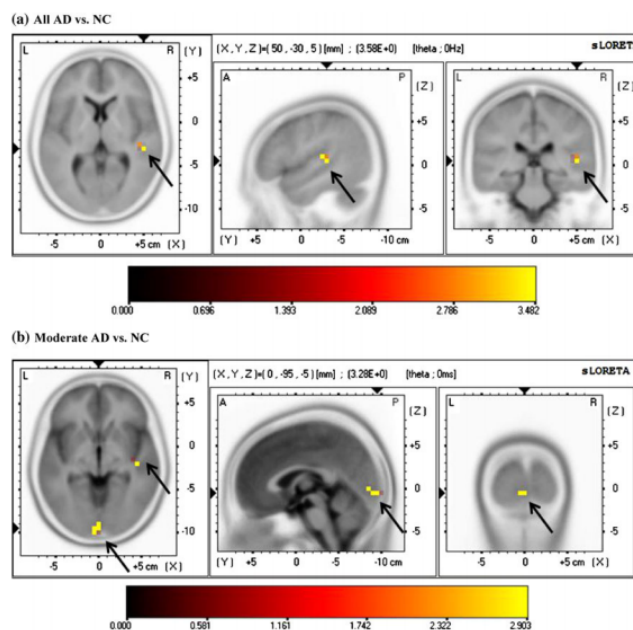 (a) All AD vs. NC
L R (Y) (X,Y,Z)=(50,-30,5)[mm] ; (3.58E+0) [theta;0Hz] sLORET
A P (Z) L R (Z)
+5 0 -5 -10
+5 0 -5
+5 0 -5
-5 0 +5 cm (X) (Y) +5 0 -5 -10 cm -5 0 +5 cm (X)
0.000 0.696 1.393 2.089 2.786 3.482
(b) Moderate AD vs. NC
L R (Y) (X,Y,Z)=(0,-95,-5)[mm] ; (3.28E+0) [theta;0ms] sLORETA
A P (Z) L R (Z)
+5 0 -5 -10
+5 0 -5
+5 0 -5
-5 0 +5 cm (X) (Y) +5 0 -5 -10 cm -5 0 +5 cm (X)
0.000 0.581 1.161 1.742 2.322 2.903